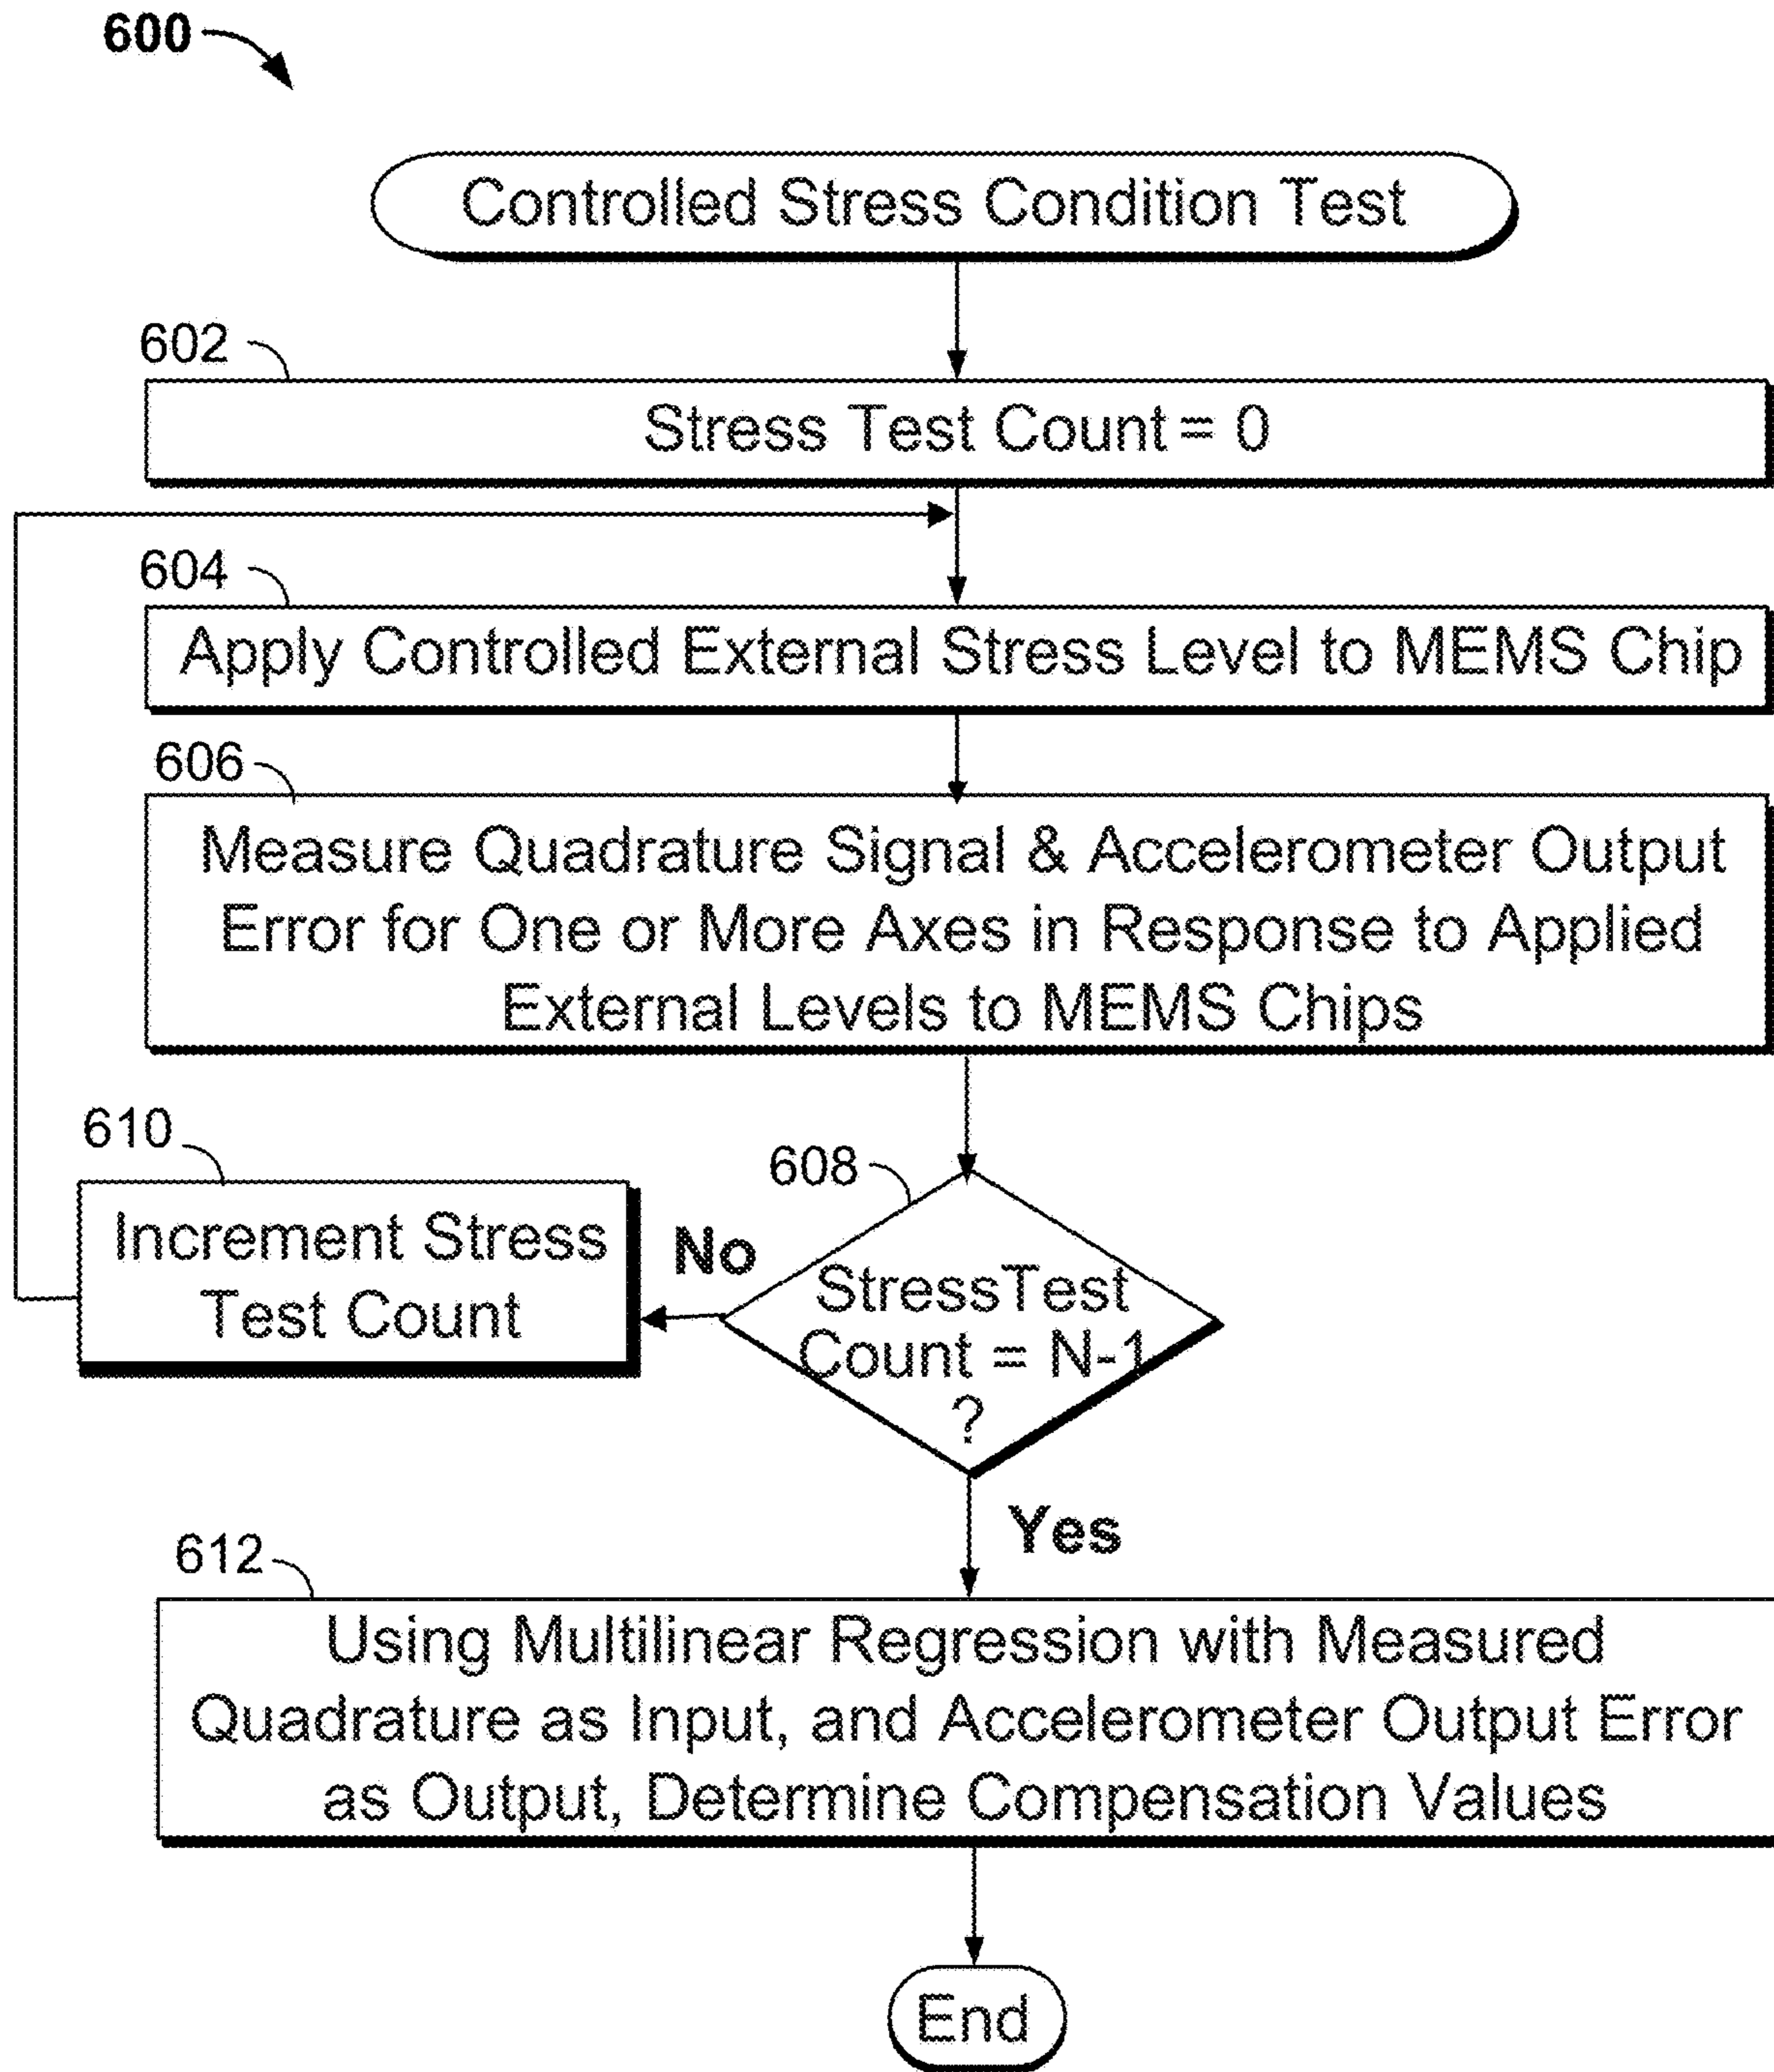 600
Controlled Stress Condition Test
602
Stress Test Count = 0
604
Apply Controlled External Stress Level to MEMS Chip
606
Measure Quadrature Signal & Accelerometer Output
Error for One or More Axes in Response to Applied
External Levels to MEMS Chips
610
Increment Stress
Test Count
No
608
StressTest
Count = N-1
?
Yes
612
Using Multilinear Regression with Measured
Quadrature as Input, and Accelerometer Output Error
as Output, Determine Compensation Values
End